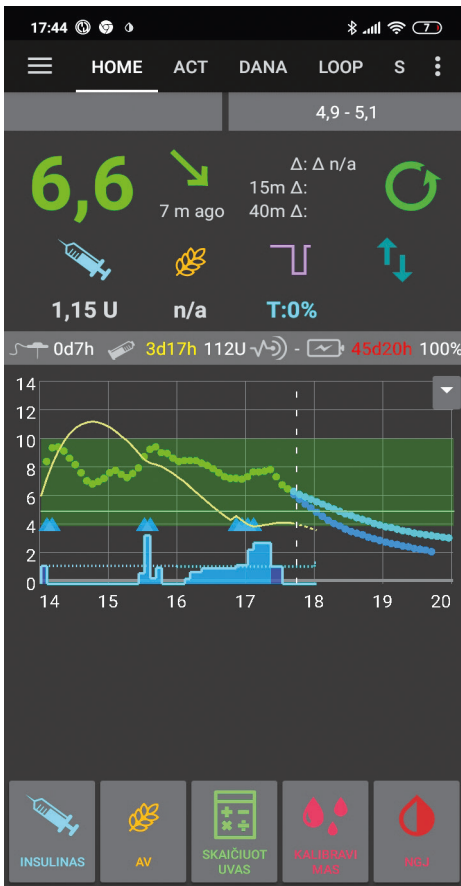 17:44
7
HOME ACT DANA LOOP S
4,9 - 5,1
6,6
7 m ago
Δ: Δ n/a
15m Δ:
40m Δ:
1,15 U n/a T:0%
0d7h 3d17h 112U - 45d20h 100%
14
12
10
8
6
4
2
0
14 15 16 17 18 19 20
INSULINAS
AV
SKAIČIUOT
UVAS
KALIBRAVI
MAS